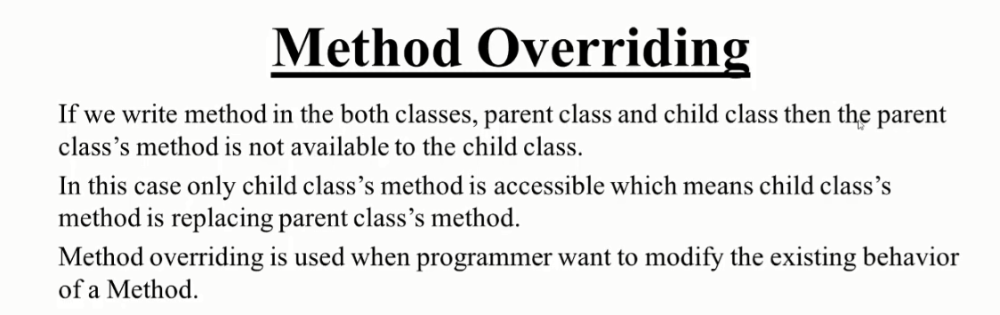 Method Overriding
If we write method in the both classes, parent class and child class then the parent
class’s method is not available to the child class.
In this case only child class’s method is accessible which means child class’s
method is replacing parent class’s method.
Method overriding is used when programmer want to modify the existing behavior
of a Method.